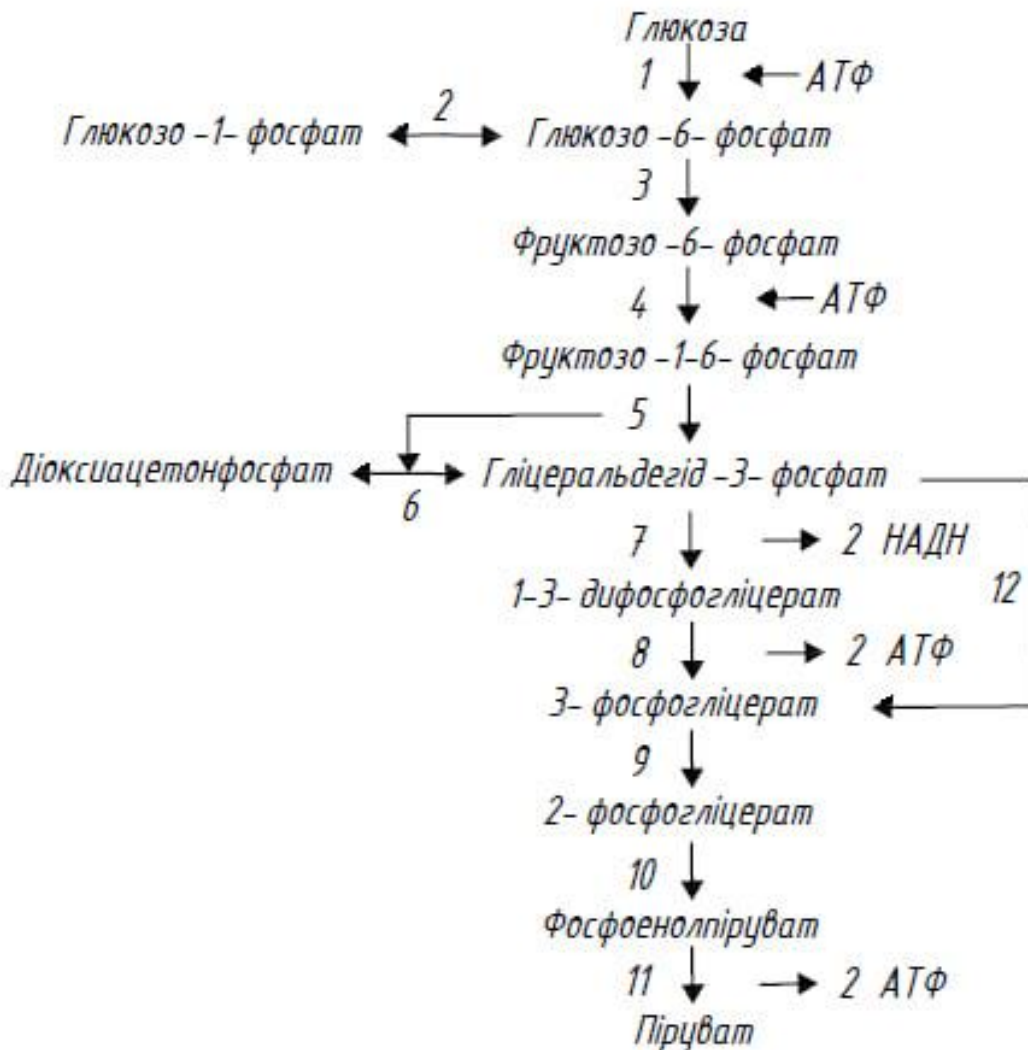 Глюкоза
1 АТФ
2
Глюкозо -1- фосфат Глюкозо -6- фосфат
3
Фруктозо -6- фосфат
4 АТФ
Фруктозо -1-6- фосфат
5
Діоксиацетонфосфат Гліцеральдегід -3- фосфат
6
7 2 НАДН
1-3- дифосфогліцерат 12
8 2 АТФ
3- фосфогліцерат
9
2- фосфогліцерат
10
Фосфоенолпіруват
11 2 АТФ
Піруват